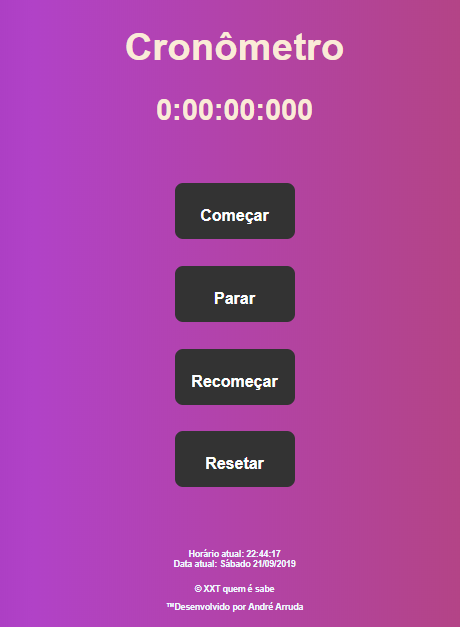 Cronômetro
0:00:00:000
Começar
Parar
Recomeçar
Resetar
Horário atual: 22:44:17
Data atual: Sábado 21/09/2019
© XXT quem é sabe
™Desenvolvido por André Arruda